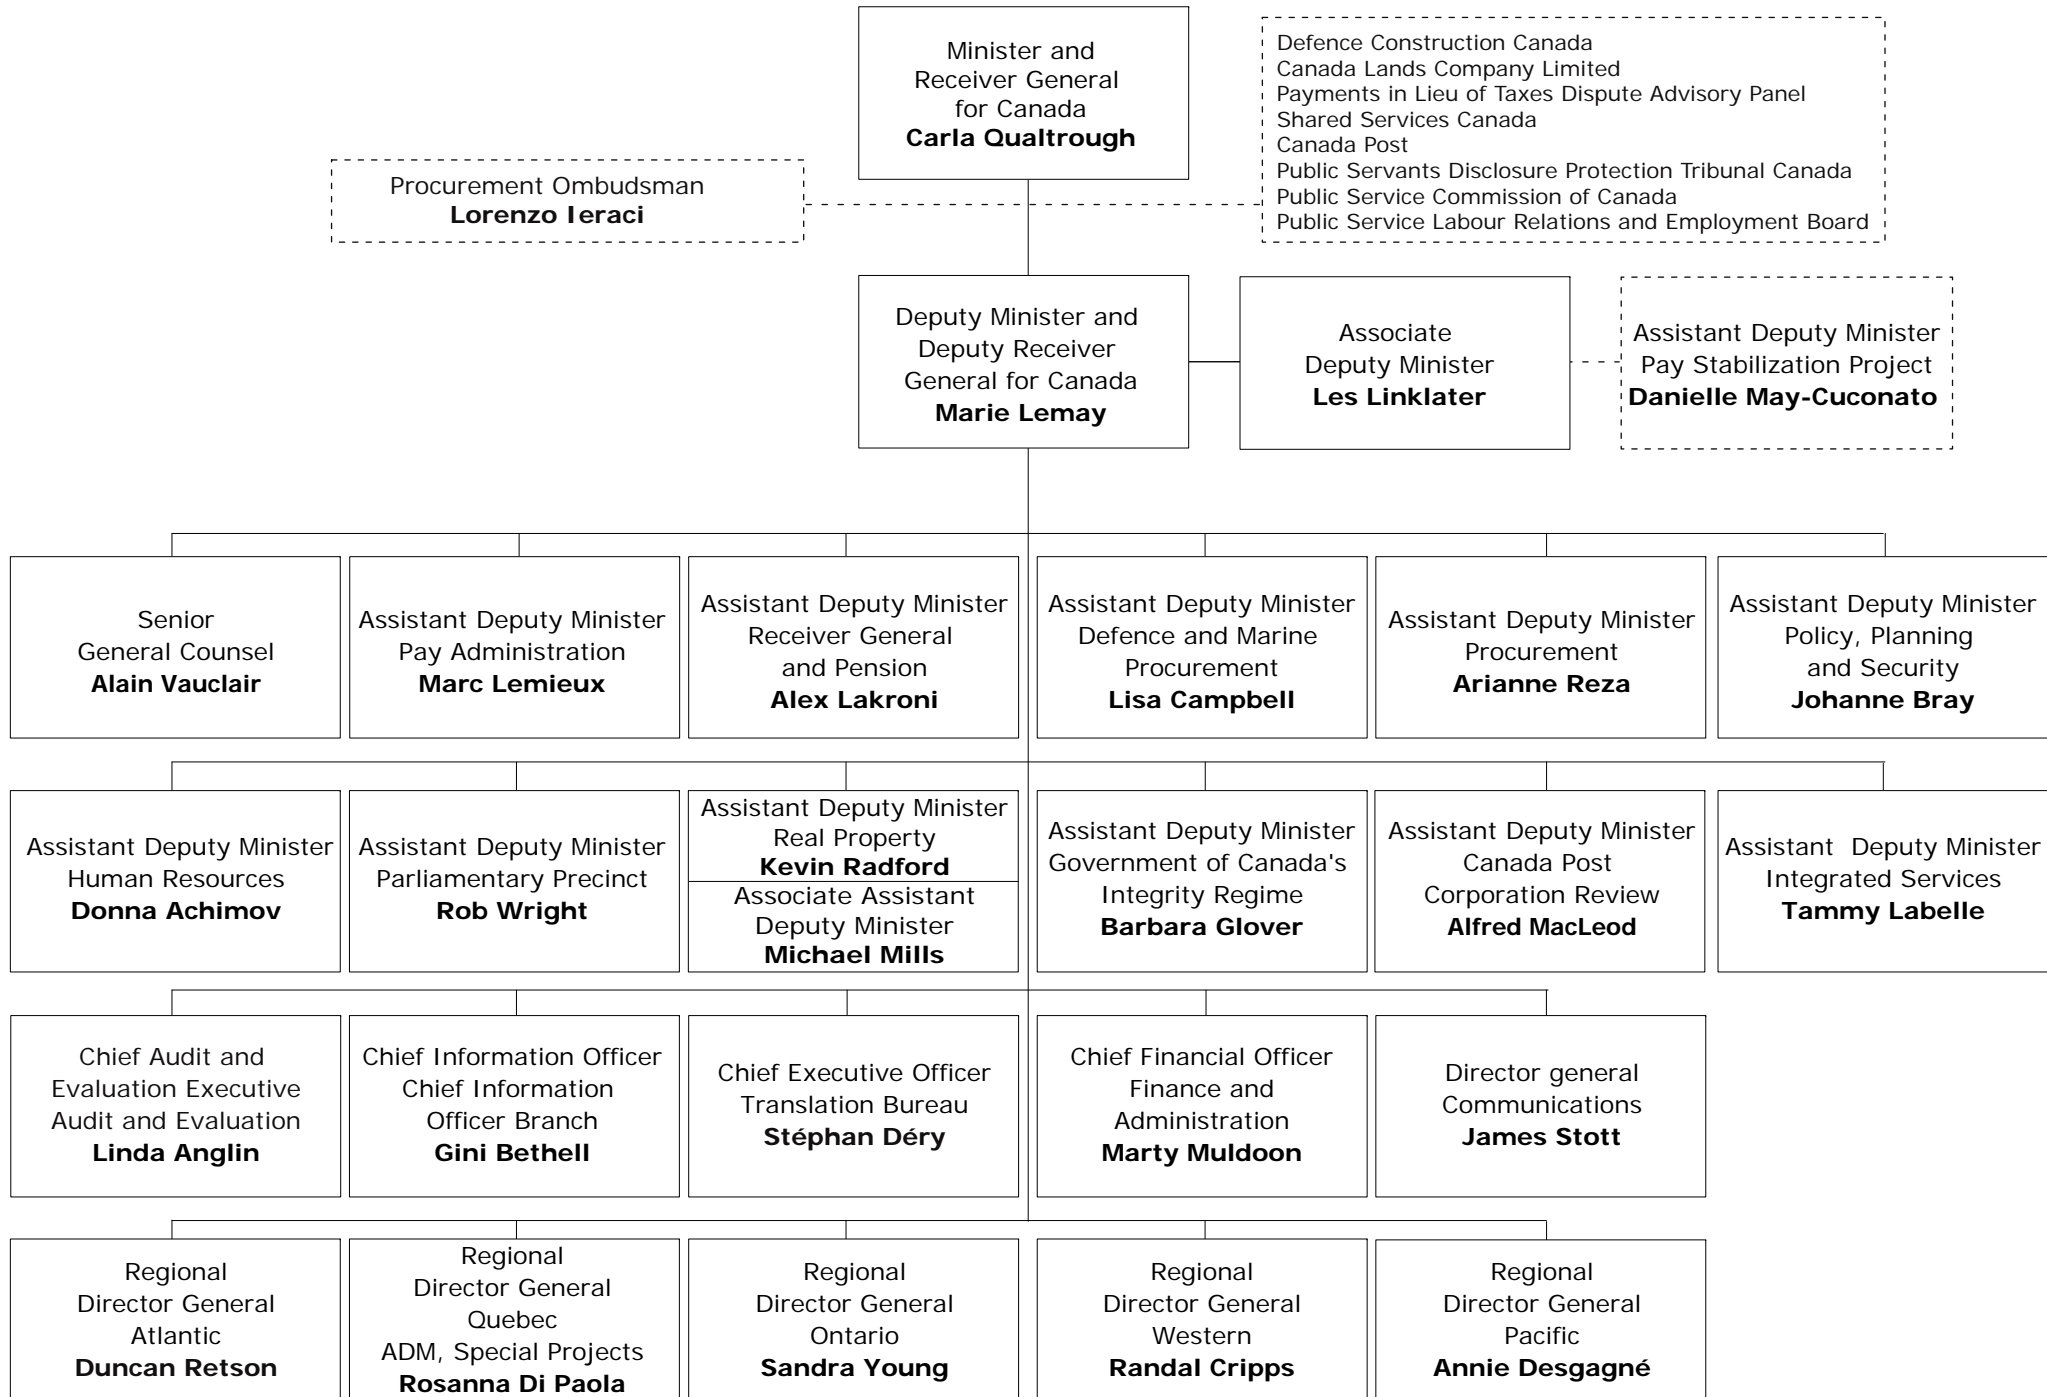 Minister and
Receiver General
for Canada
Carla Qualtrough
Defence Construction Canada
Canada Lands Company Limited
Payments in Lieu of Taxes Dispute Advisory Panel
Shared Services Canada
Canada Post
Public Servants Disclosure Protection Tribunal Canada
Public Service Commission of Canada
Public Service Labour Relations and Employment Board
Procurement Ombudsman
Lorenzo Ieraci
Deputy Minister and
Deputy Receiver
General for Canada
Marie Lemay
Associate
Deputy Minister
Les Linklater
Assistant Deputy Minister
Pay Stabilization Project
Danielle May-Cuconato
Senior
General Counsel
Alain Vauclair
Assistant Deputy Minister
Pay Administration
Marc Lemieux
Assistant Deputy Minister
Receiver General
and Pension
Alex Lakroni
Assistant Deputy Minister
Defence and Marine
Procurement
Lisa Campbell
Assistant Deputy Minister
Procurement
Arianne Reza
Assistant Deputy Minister
Policy, Planning
and Security
Johanne Bray
Assistant Deputy Minister
Human Resources
Donna Achimov
Assistant Deputy Minister
Parliamentary Precinct
Rob Wright
Assistant Deputy Minister
Real Property
Kevin Radford
Associate Assistant
Deputy Minister
Michael Mills
Assistant Deputy Minister
Government of Canada's
Integrity Regime
Barbara Glover
Assistant Deputy Minister
Canada Post
Corporation Review
Alfred MacLeod
Assistant Deputy Minister
Integrated Services
Tammy Labelle
Chief Audit and
Evaluation Executive
Audit and Evaluation
Linda Anglin
Chief Information Officer
Chief Information
Officer Branch
Gini Bethell
Chief Executive Officer
Translation Bureau
Stéphan Déry
Chief Financial Officer
Finance and
Administration
Marty Muldoon
Director general
Communications
James Stott
Regional
Director General
Atlantic
Duncan Retson
Regional
Director General
Quebec
ADM, Special Projects
Rosanna Di Paola
Regional
Director General
Ontario
Sandra Young
Regional
Director General
Western
Randal Cripps
Regional
Director General
Pacific
Annie Desgagné